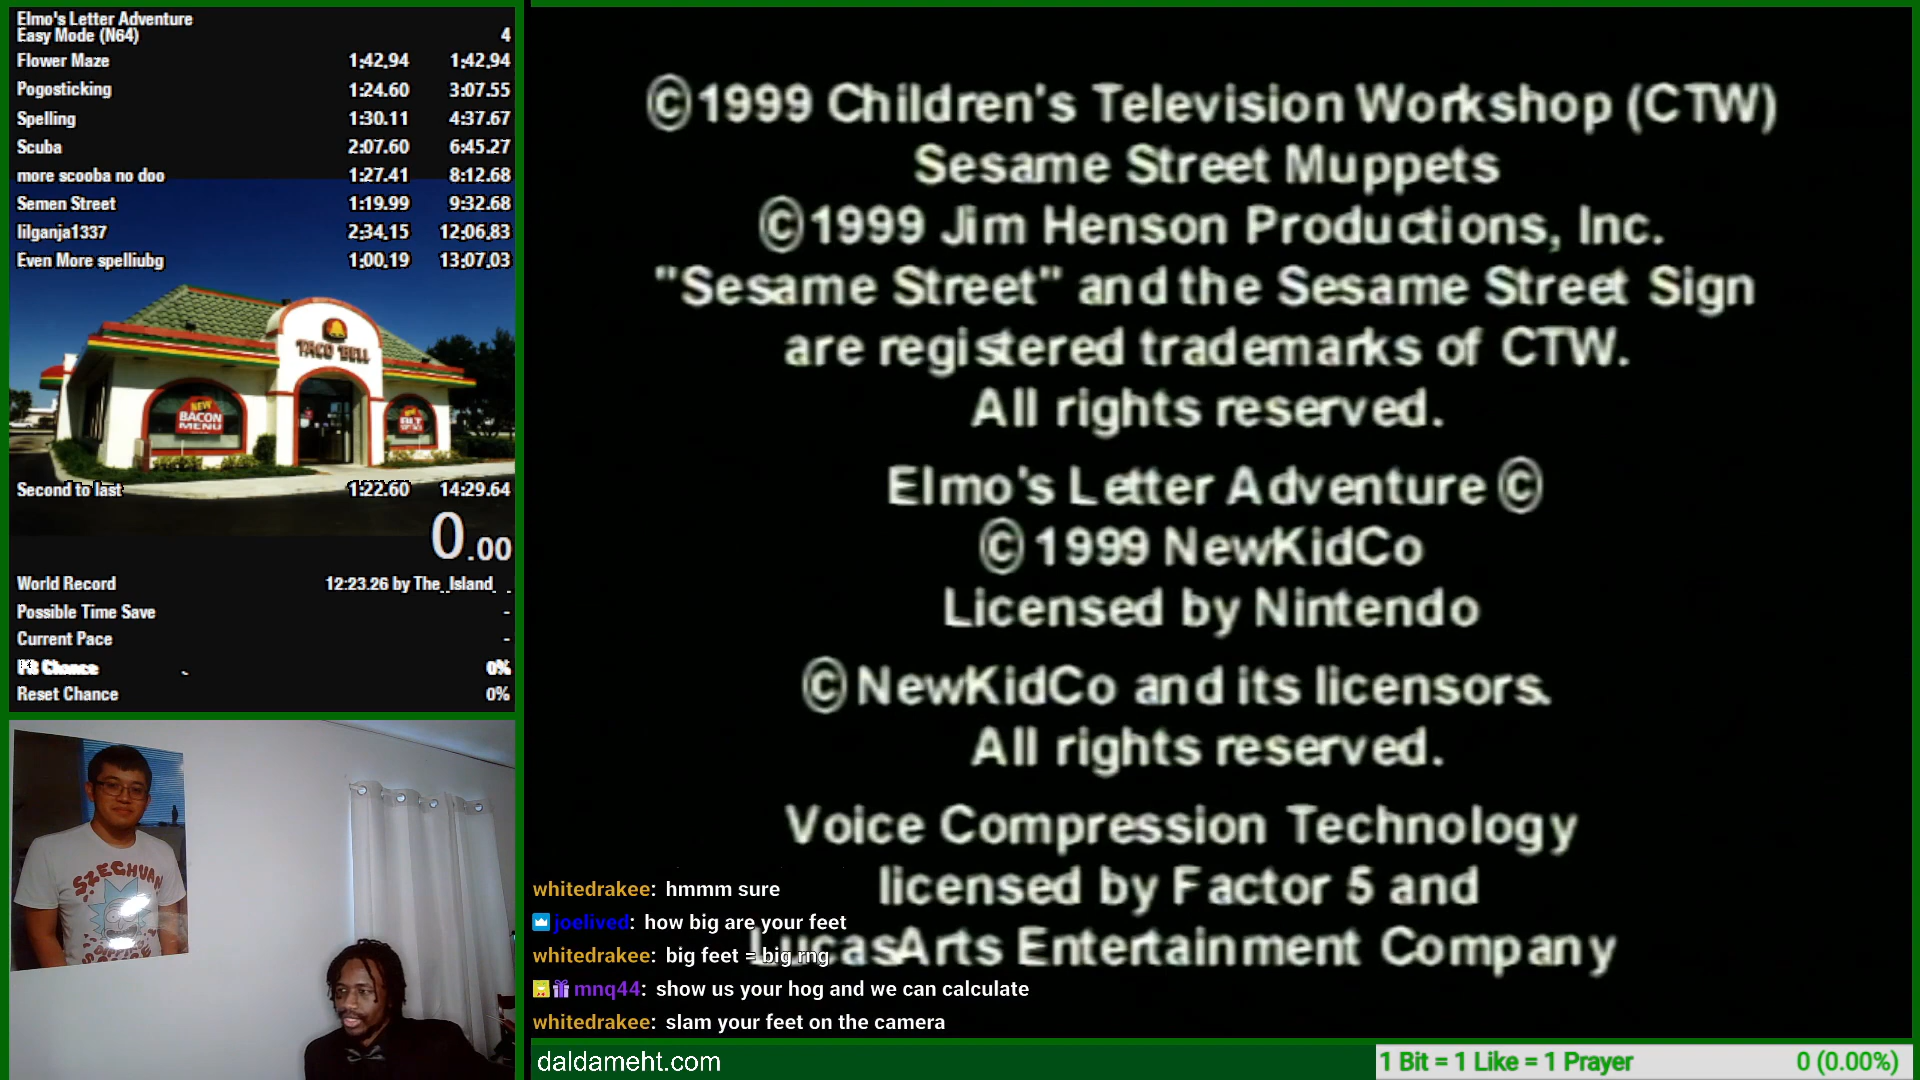 Elmo's Letter Adventure
Easy Mode (N64) 4
Flower Maze 1:42.94 1:42.94
Pogosticking 1:24.60 3:07.55
Spelling 1:30.11 4:37.67
Scuba 2:07.60 6:45.27
more scooba no doo 1:27.41 8:12.68
Semen Street 1:19.99 9:32.68
lilganja1337 2:34.15 12:06.83
Even More spelliubg 1:00.19 13:07.03
TACO BELL
NEW
BACON
MENU
Second to last 1:22.60 14:29.64
0.00
World Record 12:23.26 by The_Island_
Possible Time Save -
Current Pace -
Chance 0%
Reset Chance 0%
SZECHUAN
©1999 Children's Television Workshop (CTW)
Sesame Street Muppets
©1999 Jim Henson Productions, Inc.
"Sesame Street" and the Sesame Street Sign
are registered trademarks of CTW.
All rights reserved.
Elmo's Letter Adventure ©
© 1999 NewKidCo
Licensed by Nintendo
© NewKidCo and its licensors.
All rights reserved.
Voice Compression Technology
licensed by Factor 5 and
LucasArts Entertainment Company
whitedrakee: hmmm sure
joelived: how big are your feet
whitedrakee: big feet = big rng
mnq44: show us your hog and we can calculate
whitedrakee: slam your feet on the camera
daldameht.com
1 Bit = 1 Like = 1 Prayer 0 (0.00%)